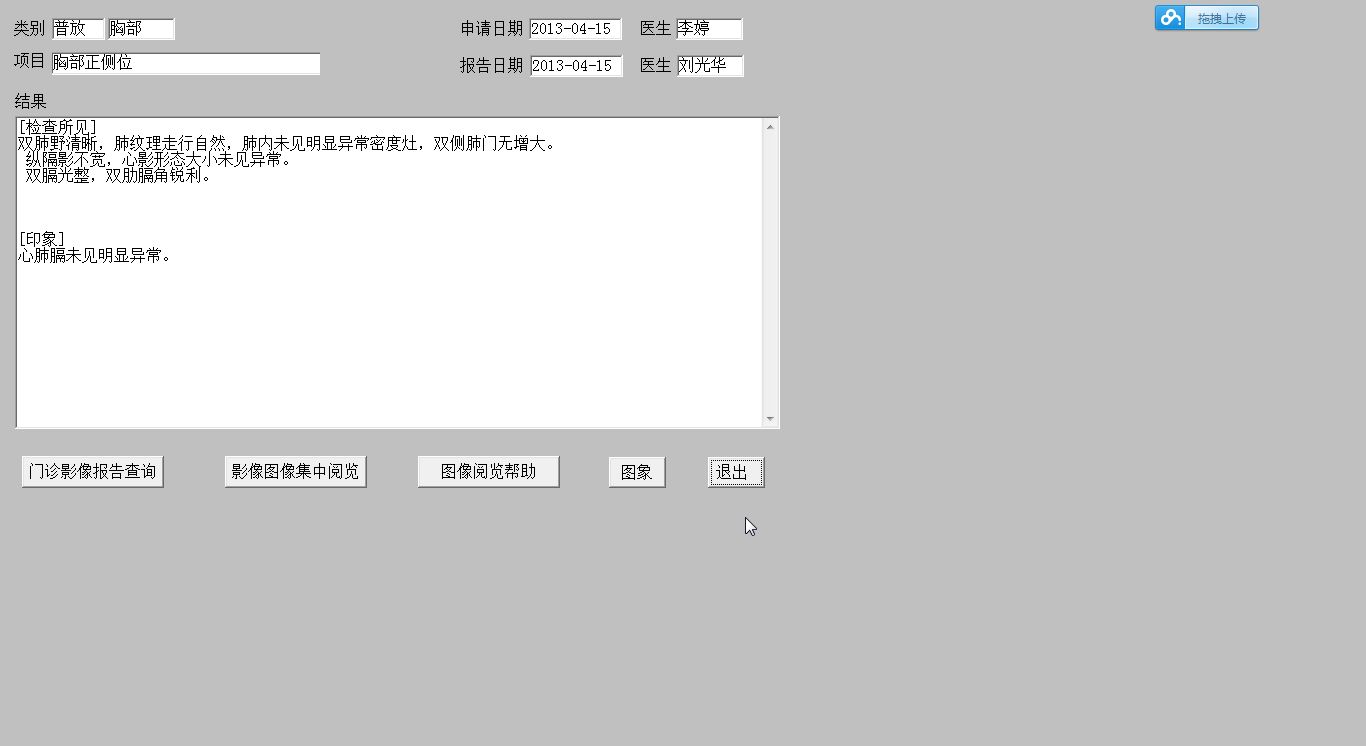 类别 普放 胸部 申请日期 2013-04-15 医生 李婷
拖拽上传
项目 胸部正侧位 报告日期 2013-04-15 医生 刘光华
结果
[检查所见]
双肺野清晰，肺纹理走行自然，肺内未见明显异常密度灶，双侧肺门无增大。
纵隔影不宽，心影形态大小未见异常。
双膈光整，双肋膈角锐利。
[印象]
心肺膈未见明显异常。
门诊影像报告查询 影像图像集中阅览 图像阅览帮助 图象 退出